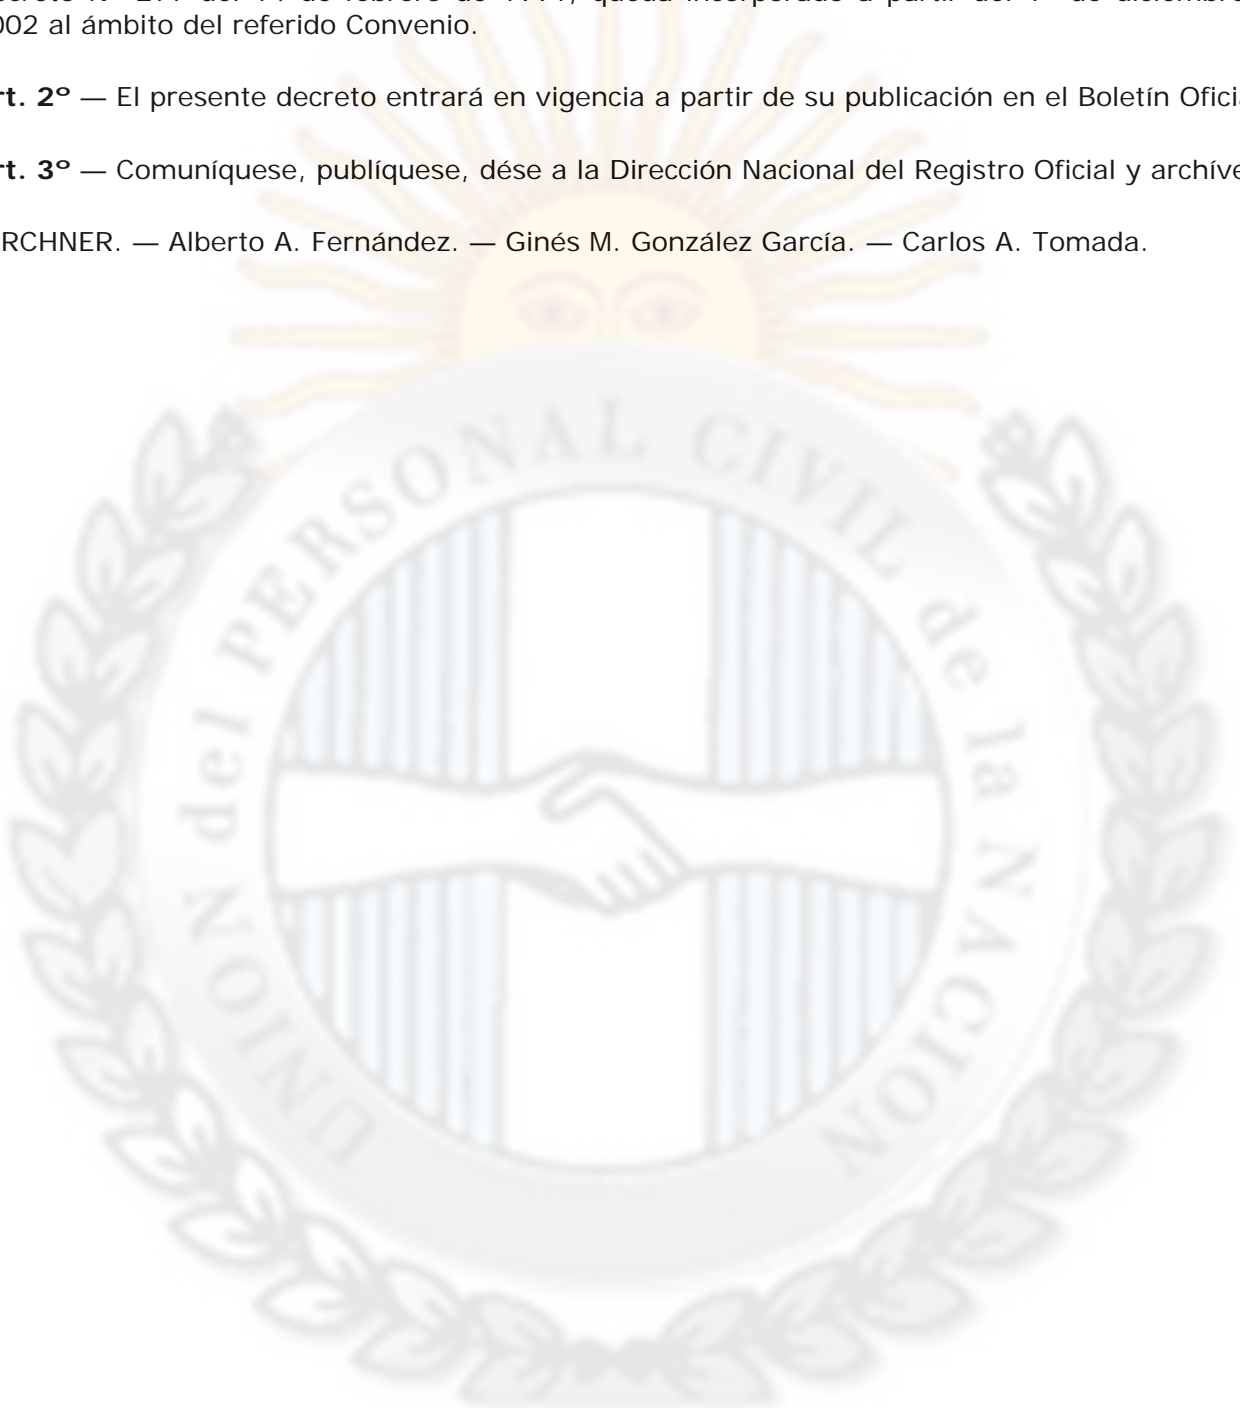 002 al ámbito del referido Convenio.
rt. 2º — El presente decreto entrará en vigencia a partir de su publicación en el Boletín Ofici
rt. 3º — Comuníquese, publíquese, dése a la Dirección Nacional del Registro Oficial y archíve
RCHNER. — Alberto A. Fernández. — Ginés M. González García. — Carlos A. Tomada.
UNION del PERSONAL CIVIL de la NACION